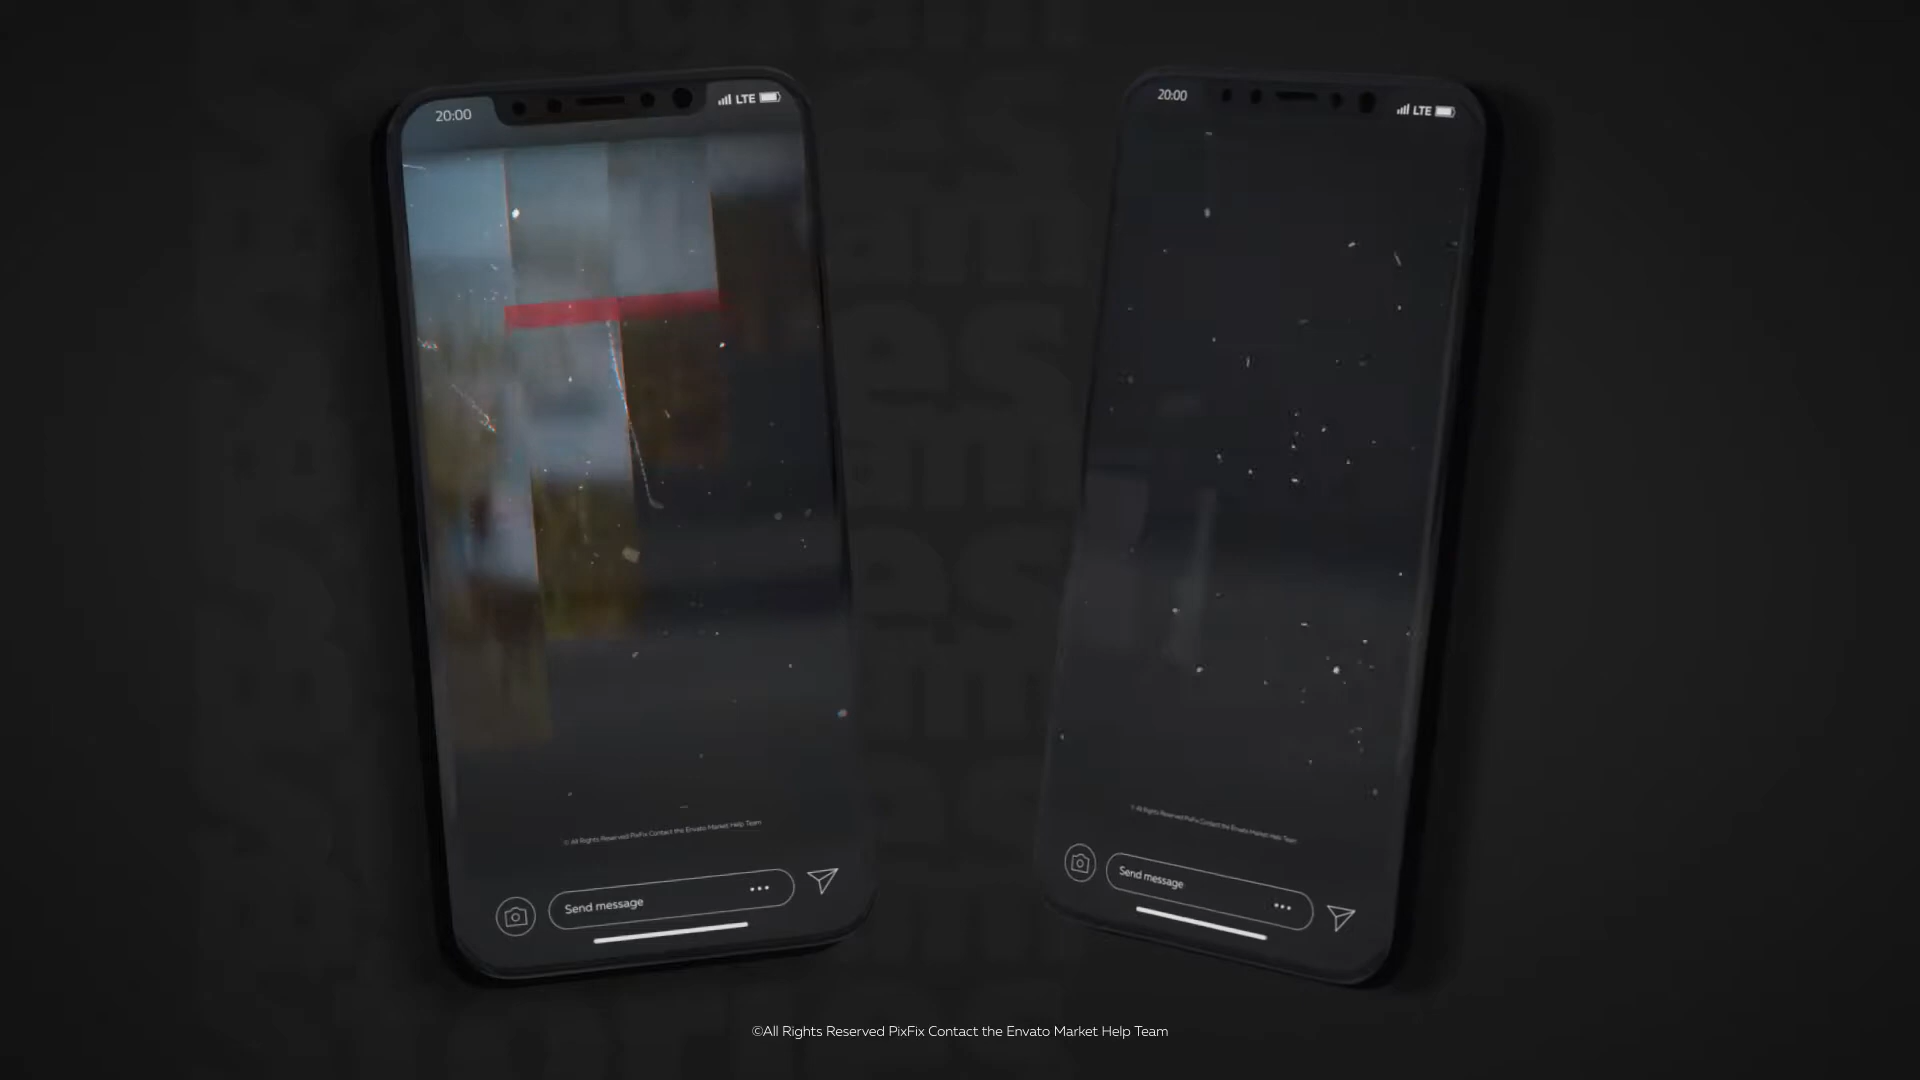 20:00
LTE
20:00
LTE
© All Rights Reserved PixFix Contact the Envato Market Help Team
© All Rights Reserved PixFix Contact the Envato Market Help Team
Send message
Send message
©All Rights Reserved PixFix Contact the Envato Market Help Team